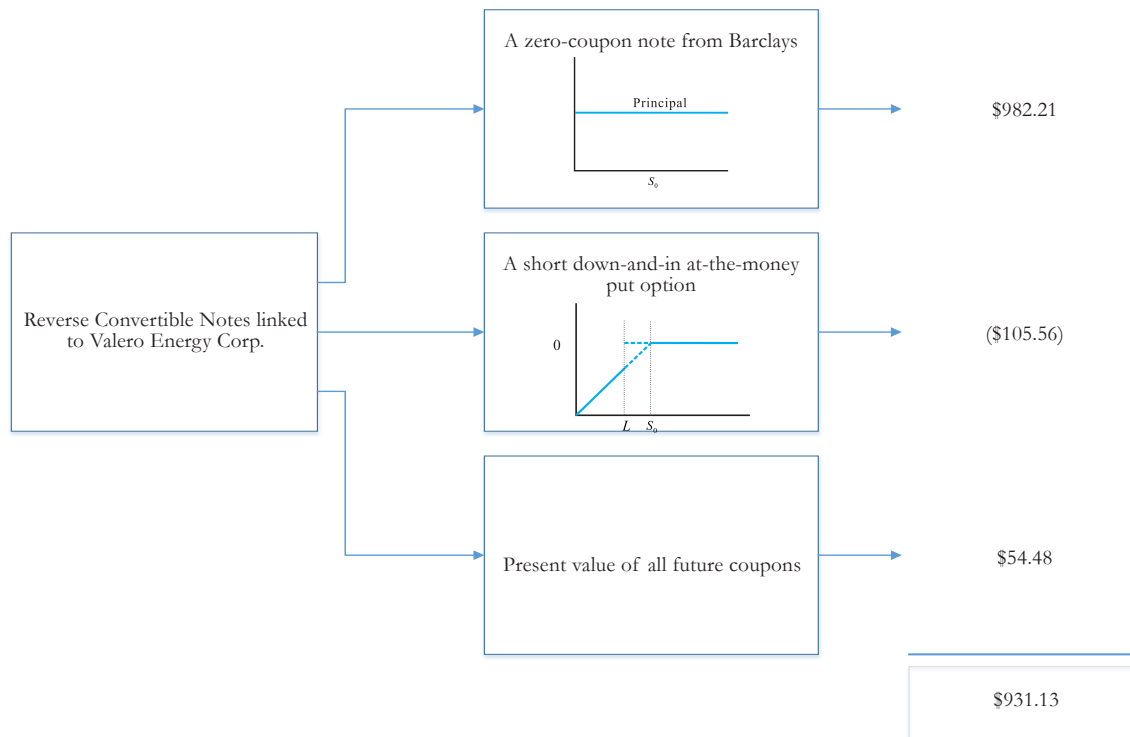 A zero-coupon note from Barclays
Principal
S₀
$982.21
Reverse Convertible Notes linked
to Valero Energy Corp.
A short down-and-in at-the-money
put option
0
L S₀
($105.56)
Present value of all future coupons
$54.48
$931.13